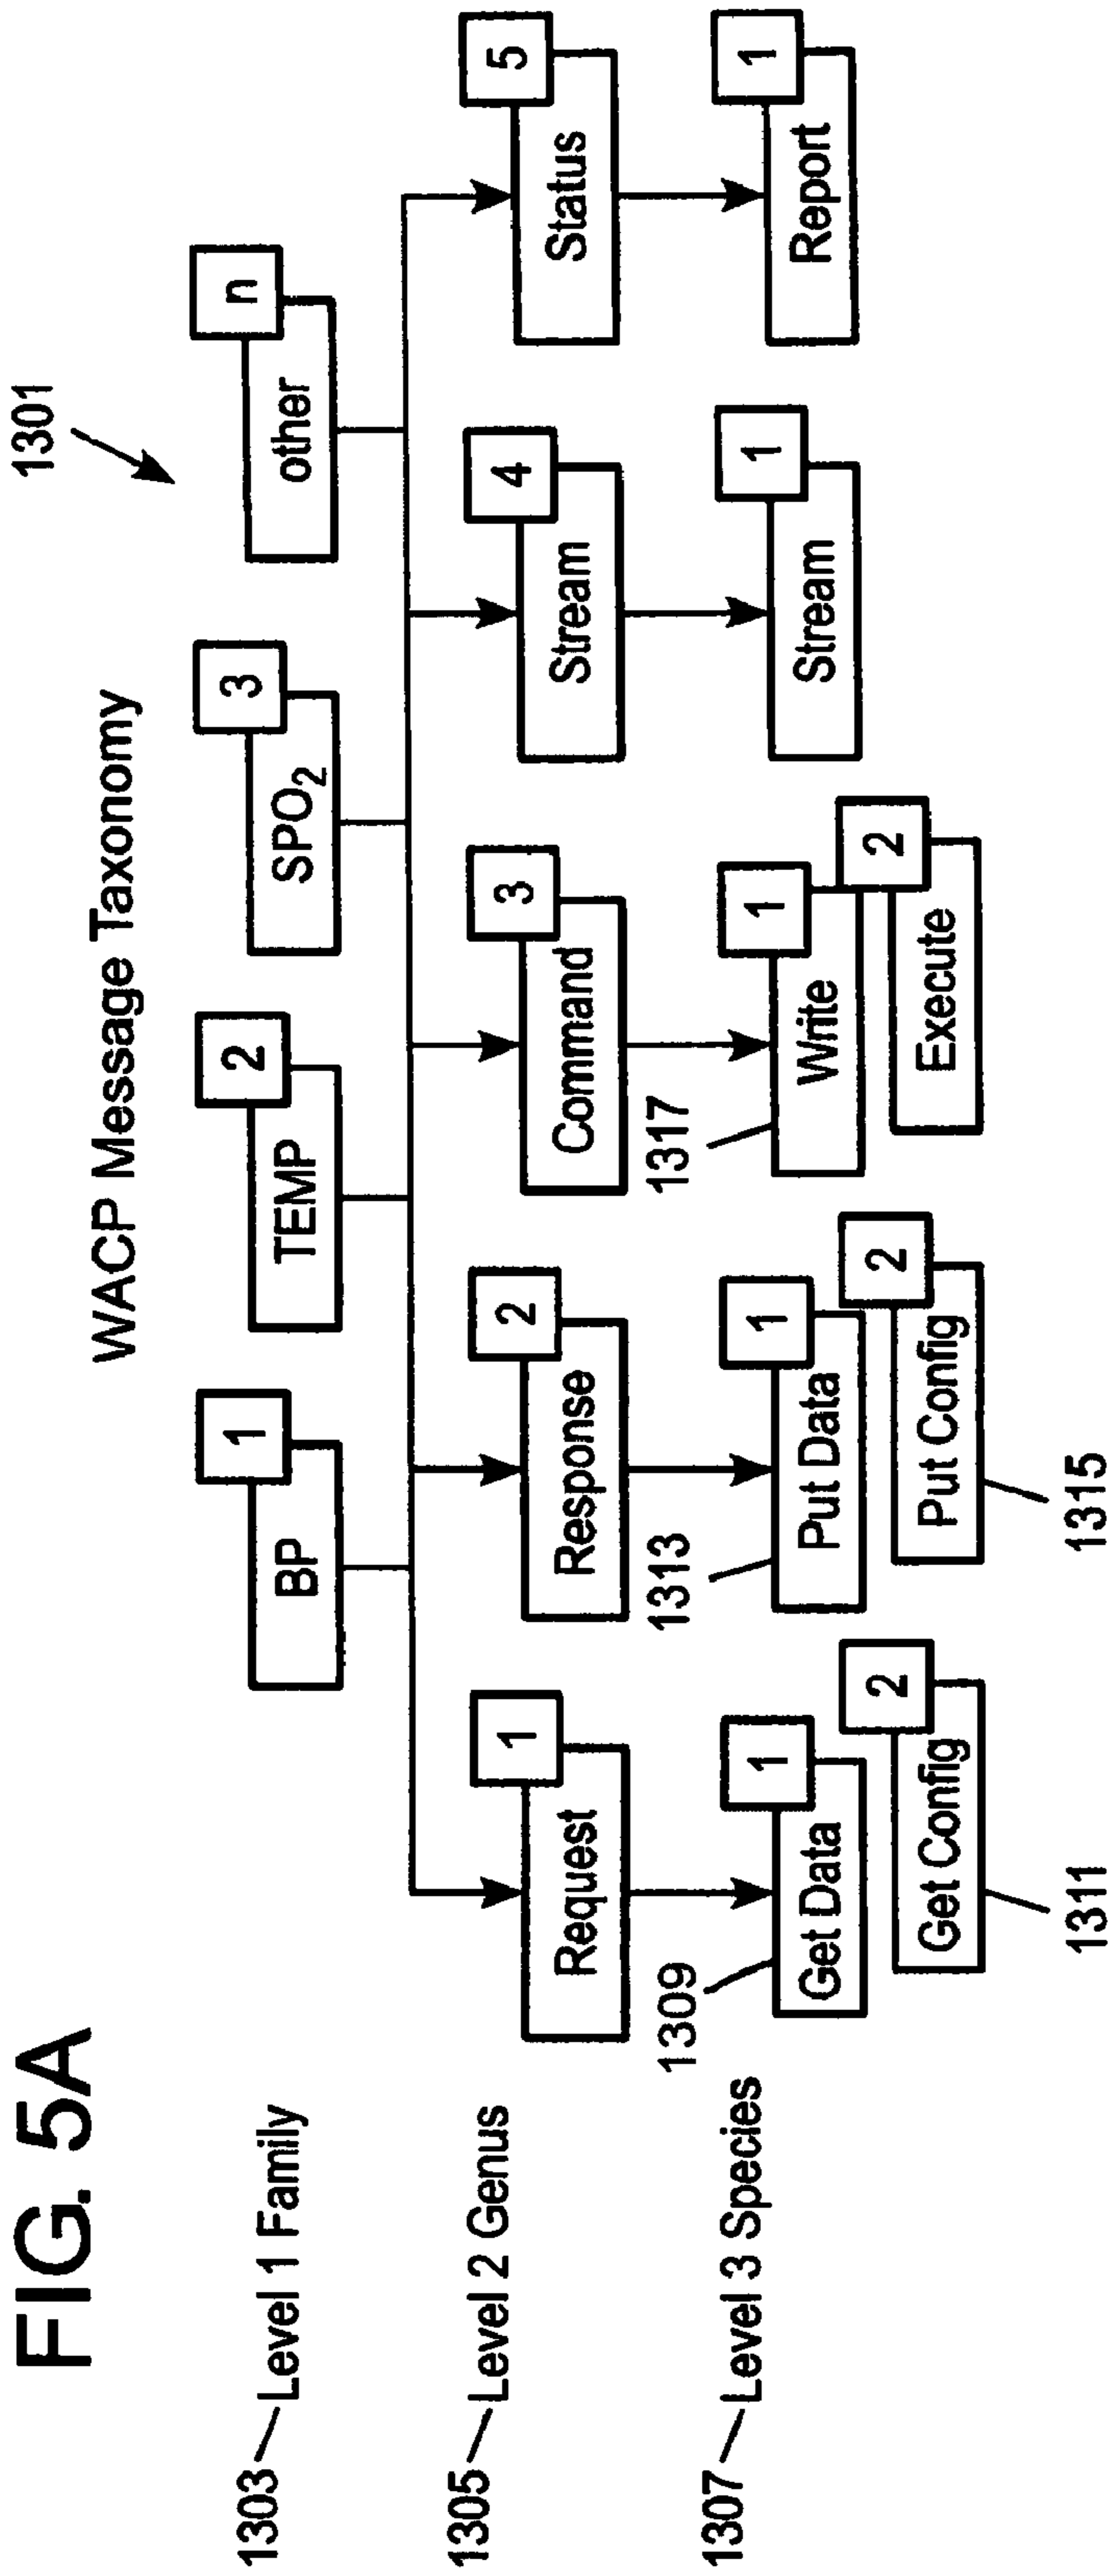 FIG. 5A
WACP Message Taxonomy
1301
1303 Level 1 Family
BP 1
TEMP 2
SPO₂ 3
other n
1305 Level 2 Genus
Request 1
Response 2
Command 3
Stream 4
Status 5
1307 Level 3 Species
1309
Get Data 1
Get Config 2
1311
1313
Put Data 1
Put Config 2
1315
1317
Write 1
Execute 2
Stream 1
Report 1